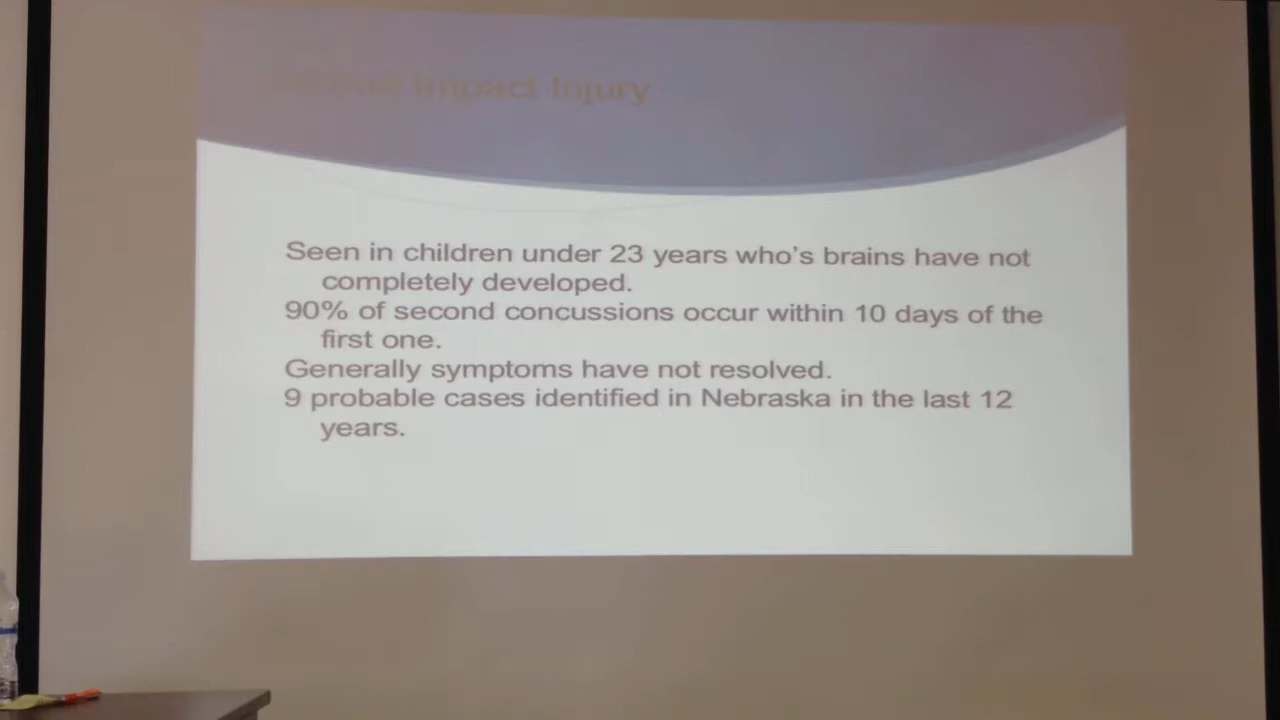 Impact Injury
Seen in children under 23 years who's brains have not
completely developed.
90% of second concussions occur within 10 days of the
first one.
Generally symptoms have not resolved.
9 probable cases identified in Nebraska in the last 12
years.